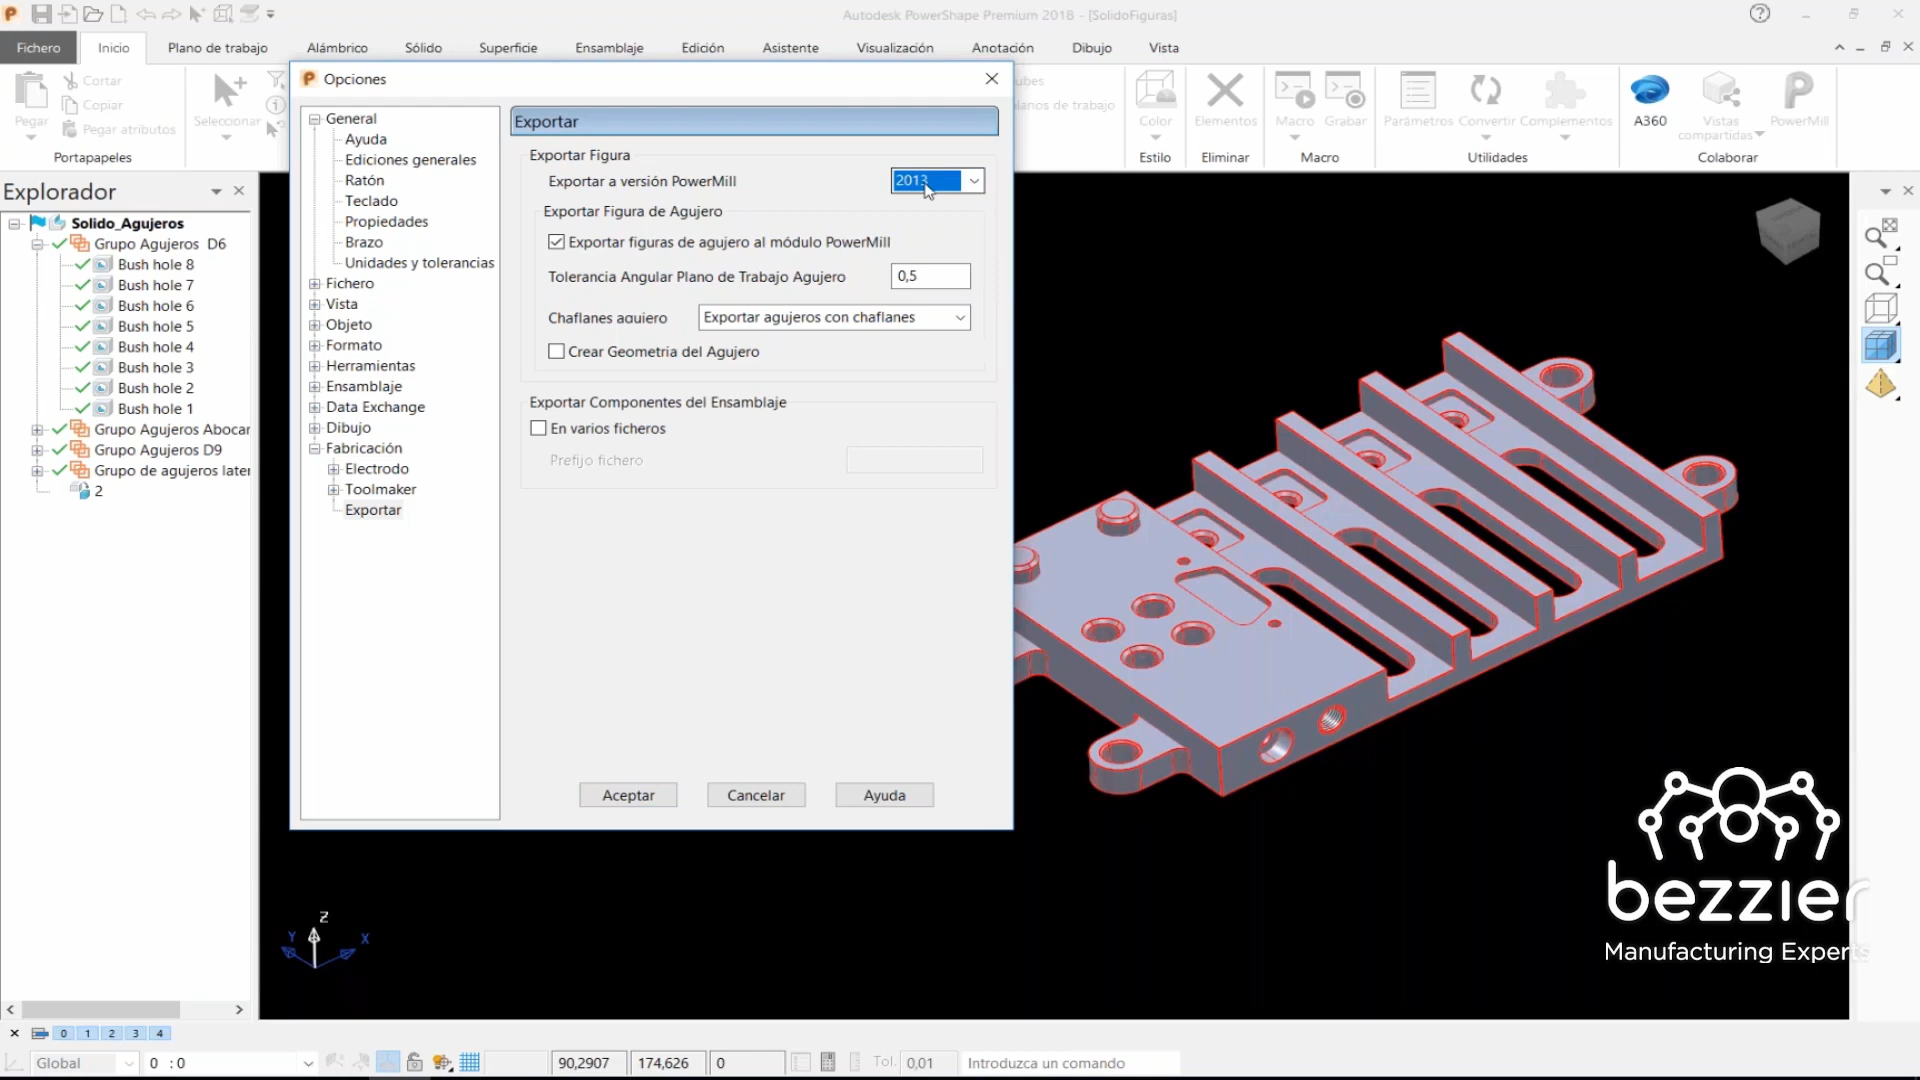 Autodesk PowerShape Premium 2018 - [SolidoFiguras]
Fichero
Inicio
Plano de trabajo
Alámbrico
Sólido
Superficie
Ensamblaje
Edición
Asistente
Visualización
Anotación
Dibujo
Vista
Pegar
Cortar
Copiar
Pegar atributos
Portapapeles
Seleccionar
ubes
lanos de trabajo
Color
Estilo
Elementos
Eliminar
Macro
Grabar
Macro
Parámetros
Convertir
Complementos
Utilidades
A360
Vistas compartidas
PowerMill
Colaborar
Explorador
Solido_Agujeros
Grupo Agujeros D6
Bush hole 8
Bush hole 7
Bush hole 6
Bush hole 5
Bush hole 4
Bush hole 3
Bush hole 2
Bush hole 1
Grupo Agujeros Abocar
Grupo Agujeros D9
Grupo de agujeros later
2
Opciones
General
Ayuda
Ediciones generales
Ratón
Teclado
Propiedades
Brazo
Unidades y tolerancias
Fichero
Vista
Objeto
Formato
Herramientas
Ensamblaje
Data Exchange
Dibujo
Fabricación
Electrodo
Toolmaker
Exportar
Exportar
Exportar Figura
Exportar a versión PowerMill 2013
Exportar Figura de Agujero
Exportar figuras de agujero al módulo PowerMill
Tolerancia Angular Plano de Trabajo Agujero 0,5
Chaflanes agujero Exportar agujeros con chaflanes
Crear Geometria del Agujero
Exportar Componentes del Ensamblaje
En varios ficheros
Prefijo fichero
Aceptar
Cancelar
Ayuda
Z
Y
X
bezzier
Manufacturing Experts
0 1 2 3 4
Global
0 :0
90,2907
174,626
0
Tol.
0,01
Introduzca un comando